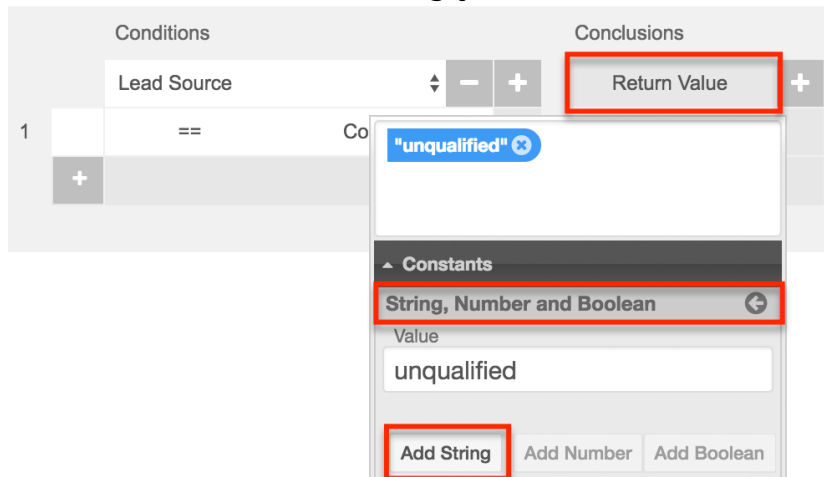 Conditions Conclusions
Lead Source Return Value
1 == Co
"unqualified"
Constants
String, Number and Boolean
Value
unqualified
Add String Add Number Add Boolean